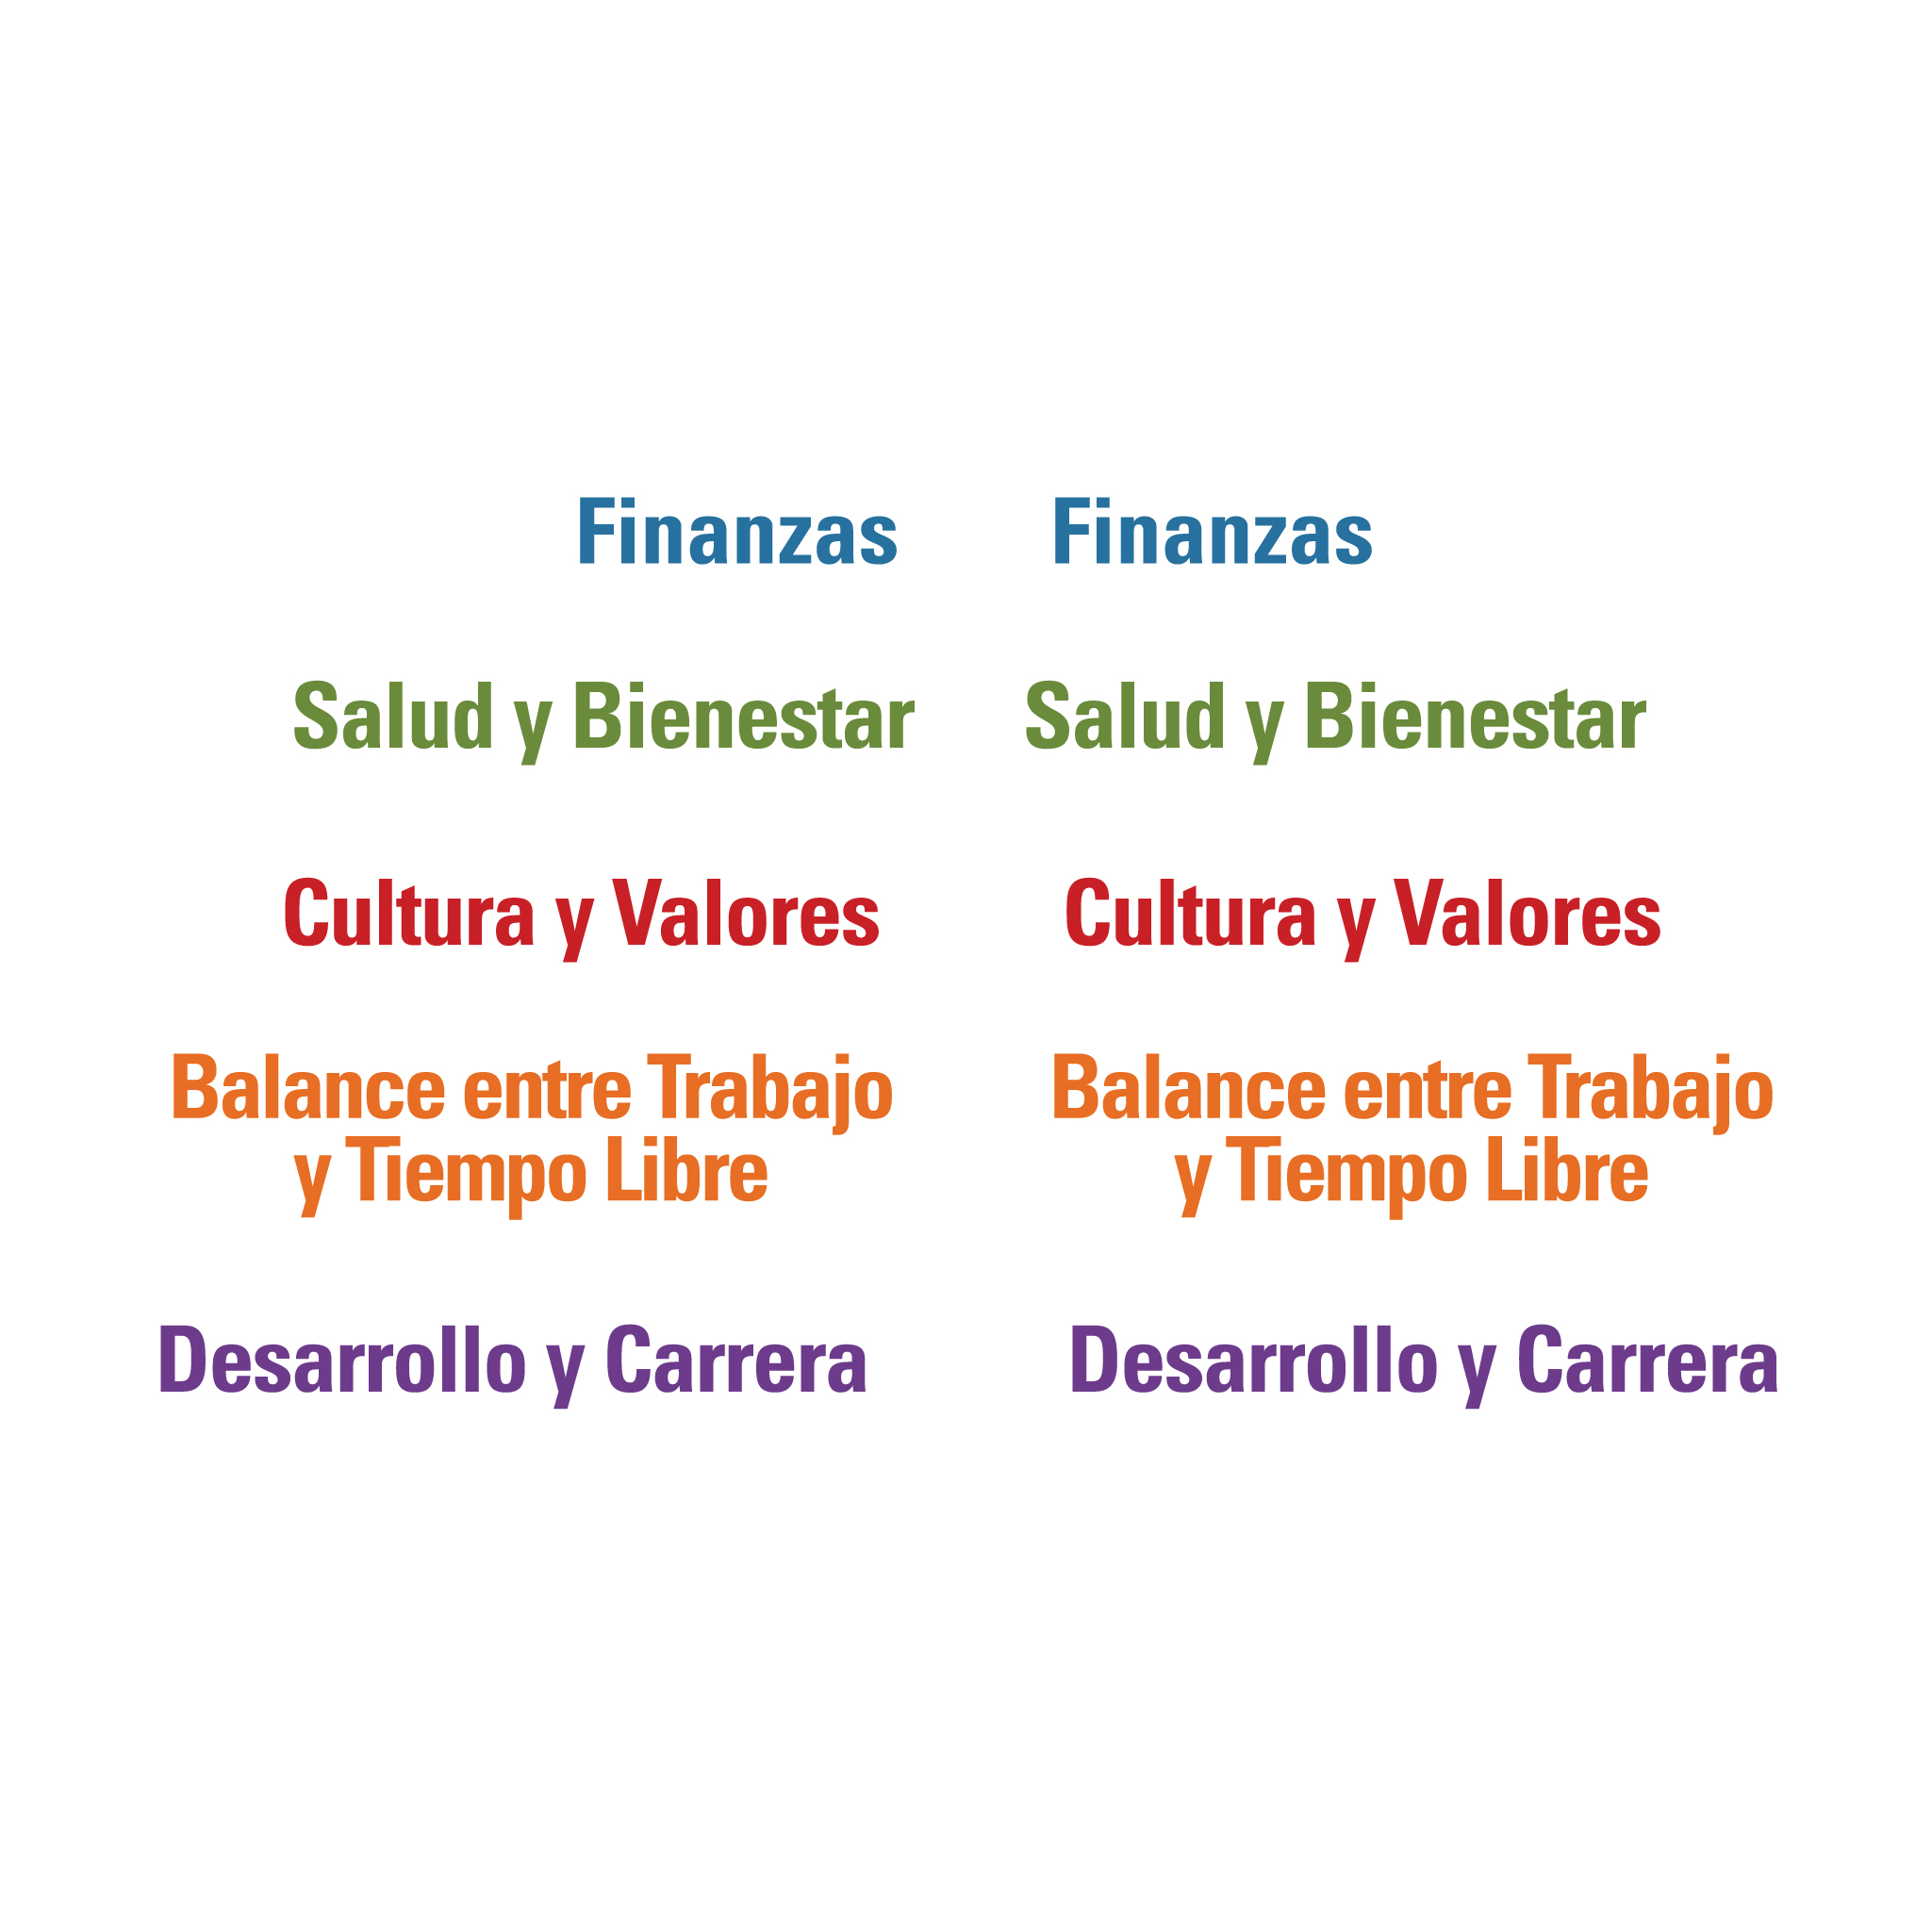 Finanzas Finanzas
Salud y Bienestar Salud y Bienestar
Cultura y Valores Cultura y Valores
Balance entre Trabajo Balance entre Trabajo
y Tiempo Libre y Tiempo Libre
Desarrollo y Carrera Desarrollo y Carrera